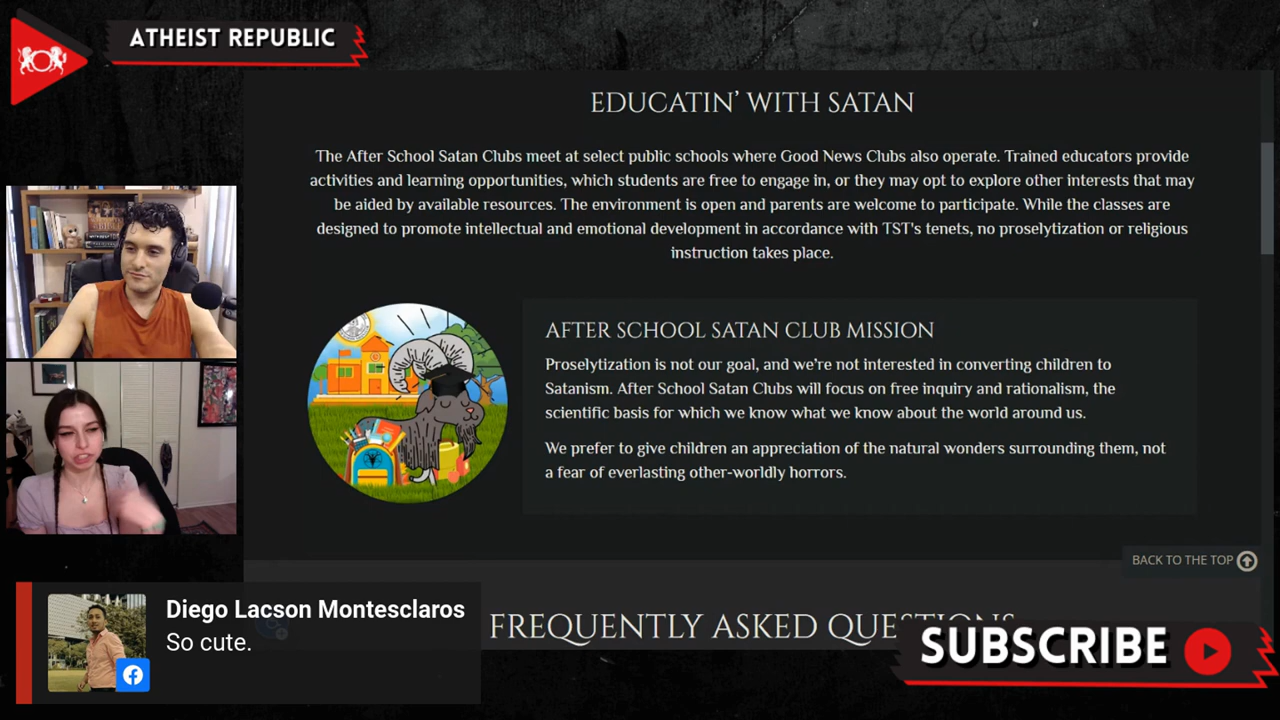 ATHEIST REPUBLIC
EDUCATIN’ WITH SATAN
The After School Satan Clubs meet at select public schools where Good News Clubs also operate. Trained educators provide
activities and learning opportunities, which students are free to engage in, or they may opt to explore other interests that may
be aided by available resources. The environment is open and parents are welcome to participate. While the classes are
designed to promote intellectual and emotional development in accordance with TST's tenets, no proselytization or religious
instruction takes place.
AFTER SCHOOL SATAN CLUB MISSION
Proselytization is not our goal, and we’re not interested in converting children to
Satanism. After School Satan Clubs will focus on free inquiry and rationalism, the
scientific basis for which we know what we know about the world around us.
We prefer to give children an appreciation of the natural wonders surrounding them, not
a fear of everlasting other-worldly horrors.
BACK TO THE TOP
Diego Lacson Montesclaros
So cute.
FREQUENTLY ASKED QUESTIONS
SUBSCRIBE